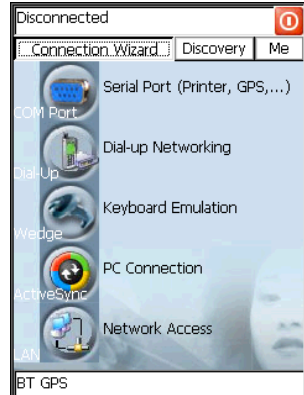 Disconnected
Connection Wizard Discovery Me
Serial Port (Printer, GPS,...)
COM Port
Dial-up Networking
Dial-Up
Keyboard Emulation
Wedge
PC Connection
ActiveSync
Network Access
LAN
BT GPS